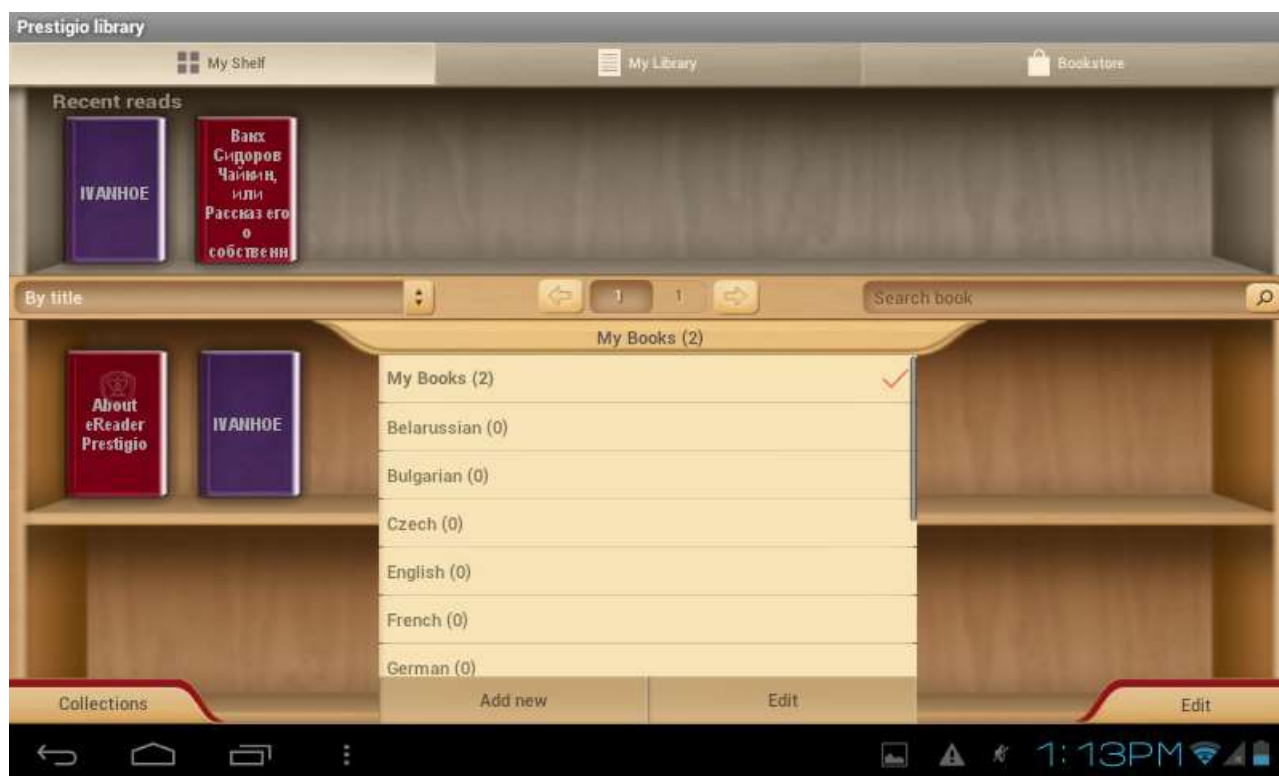 Prestigio library
My Shelf
My Library
Bookstore
Recent reads
IVANHOE
Вакх
Сидоров
Чайкин,
или
Рассказ его
о
собственн
By title
1
1
Search book
My Books (2)
About
eReader
Prestigio
IVANHOE
My Books (2)
Belarussian (0)
Bulgarian (0)
Czech (0)
English (0)
French (0)
German (0)
Add new
Edit
Collections
Edit
1:13PM